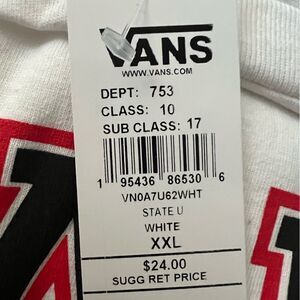 VANS
WWW.VANS.COM
DEPT: 753
CLASS: 10
SUB CLASS: 17
1 95436 86530 6
VN0A7U62WHT
STATE U
WHITE
XXL
$24.00
SUGG RET PRICE